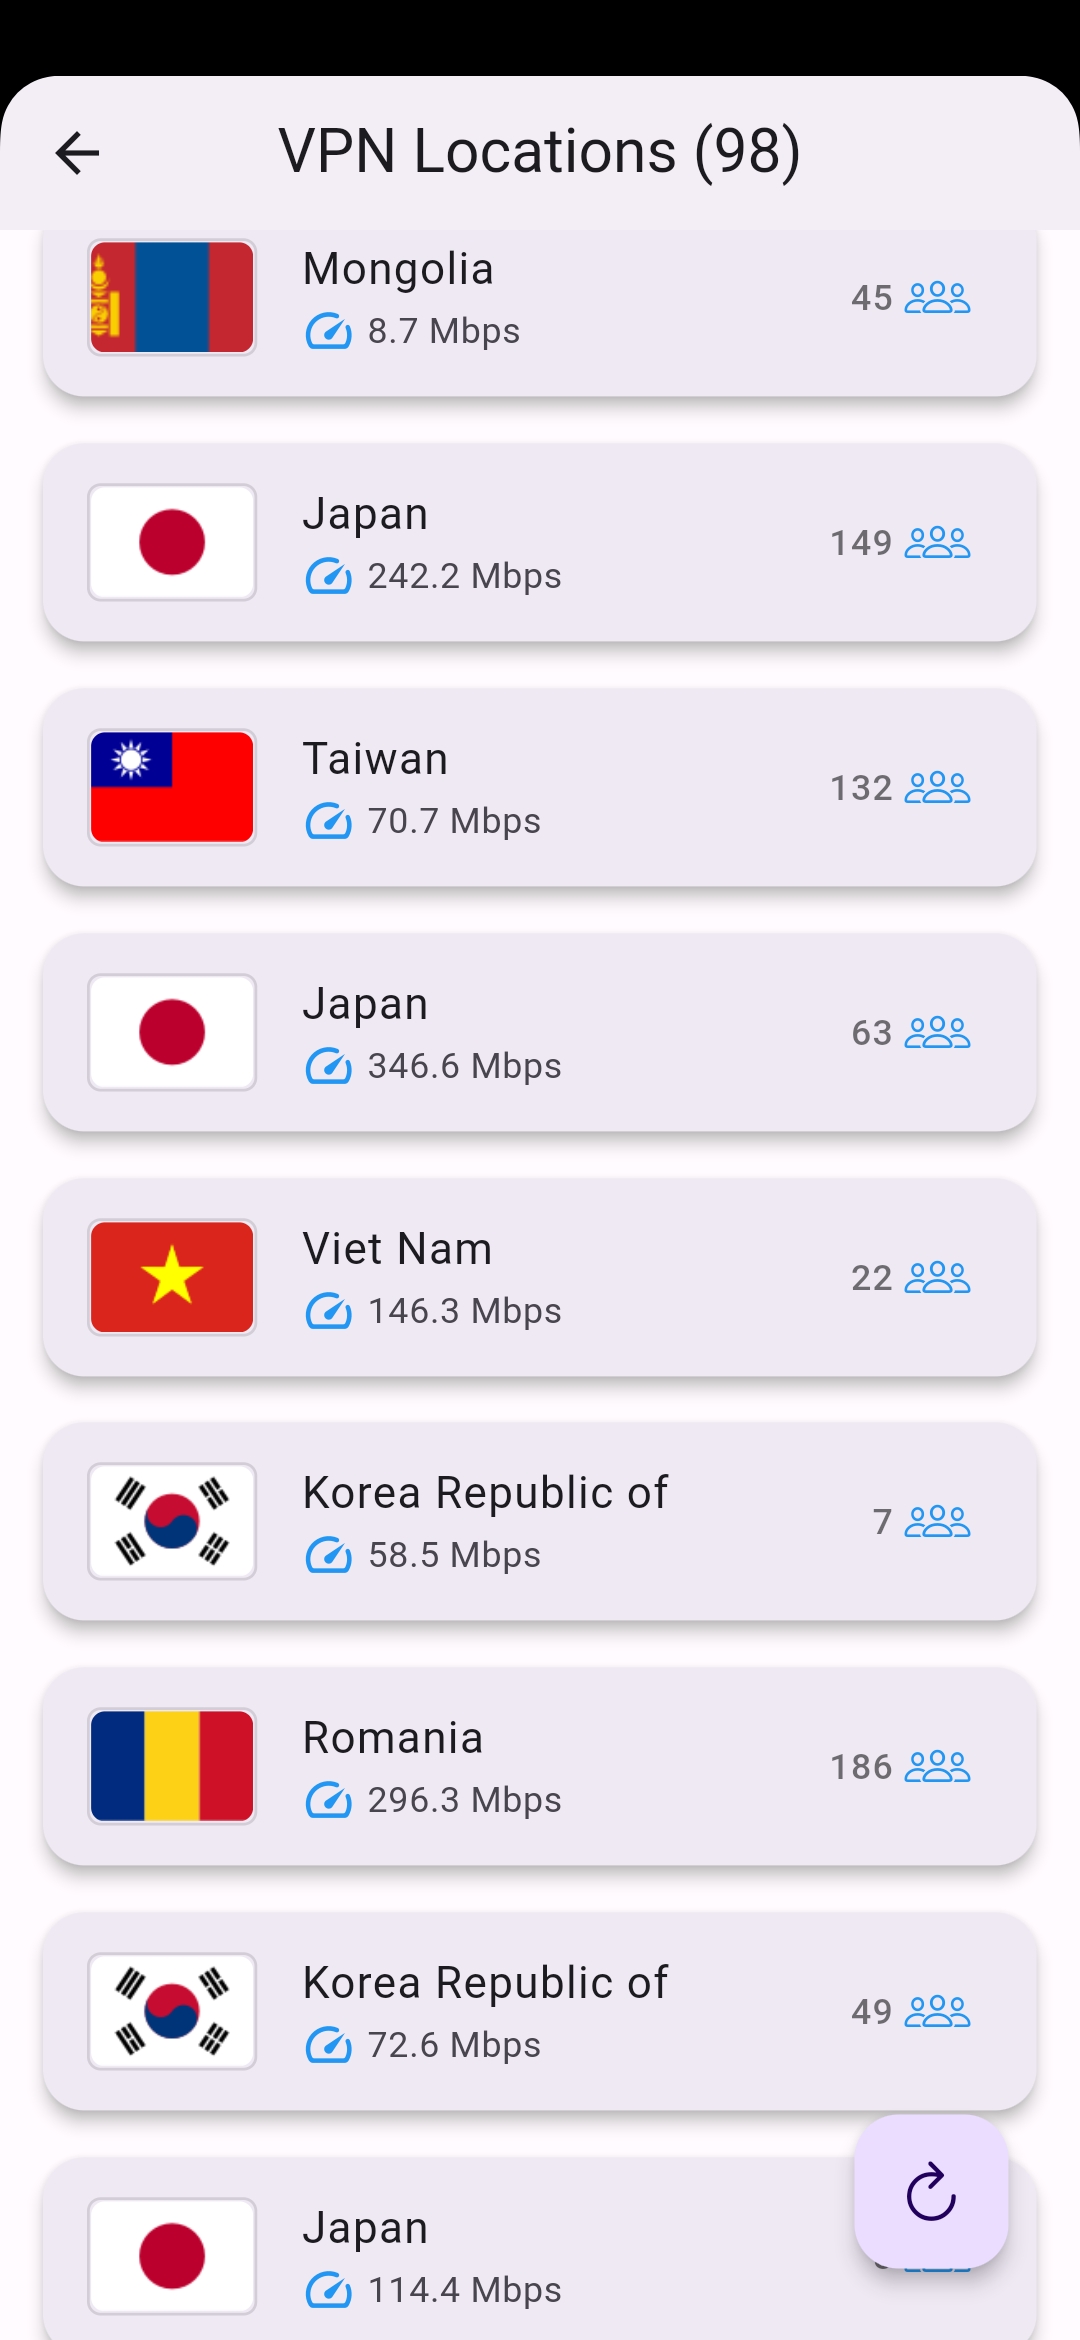 VPN Locations (98)
Mongolia
8.7 Mbps
45
Japan
242.2 Mbps
149
Taiwan
70.7 Mbps
132
Japan
346.6 Mbps
63
Viet Nam
146.3 Mbps
22
Korea Republic of
58.5 Mbps
7
Romania
296.3 Mbps
186
Korea Republic of
72.6 Mbps
49
Japan
114.4 Mbps